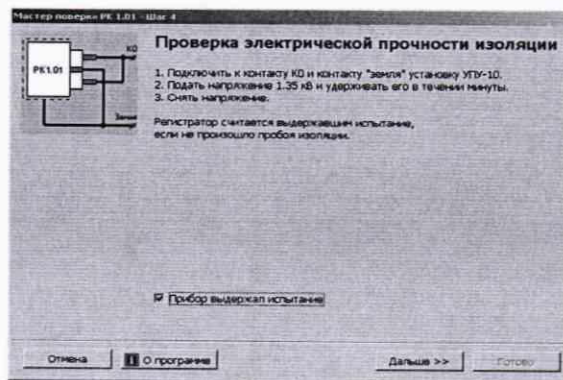 Мастер поверки РК 1.01 - Шаг 4
Проверка электрической прочности изоляции
К0
РК1.01
Земля
1. Подключить к контакту К0 и контакту "земля" установку УПУ-10.
2. Подать напряжение 1.35 кВ и удерживать его в течении минуты.
3. Снять напряжение.
Регистратор считается выдержавшим испытание,
если не произошло пробоя изоляции.
Прибор выдержал испытание
Отмена
О программе
Дальше >>
Готово